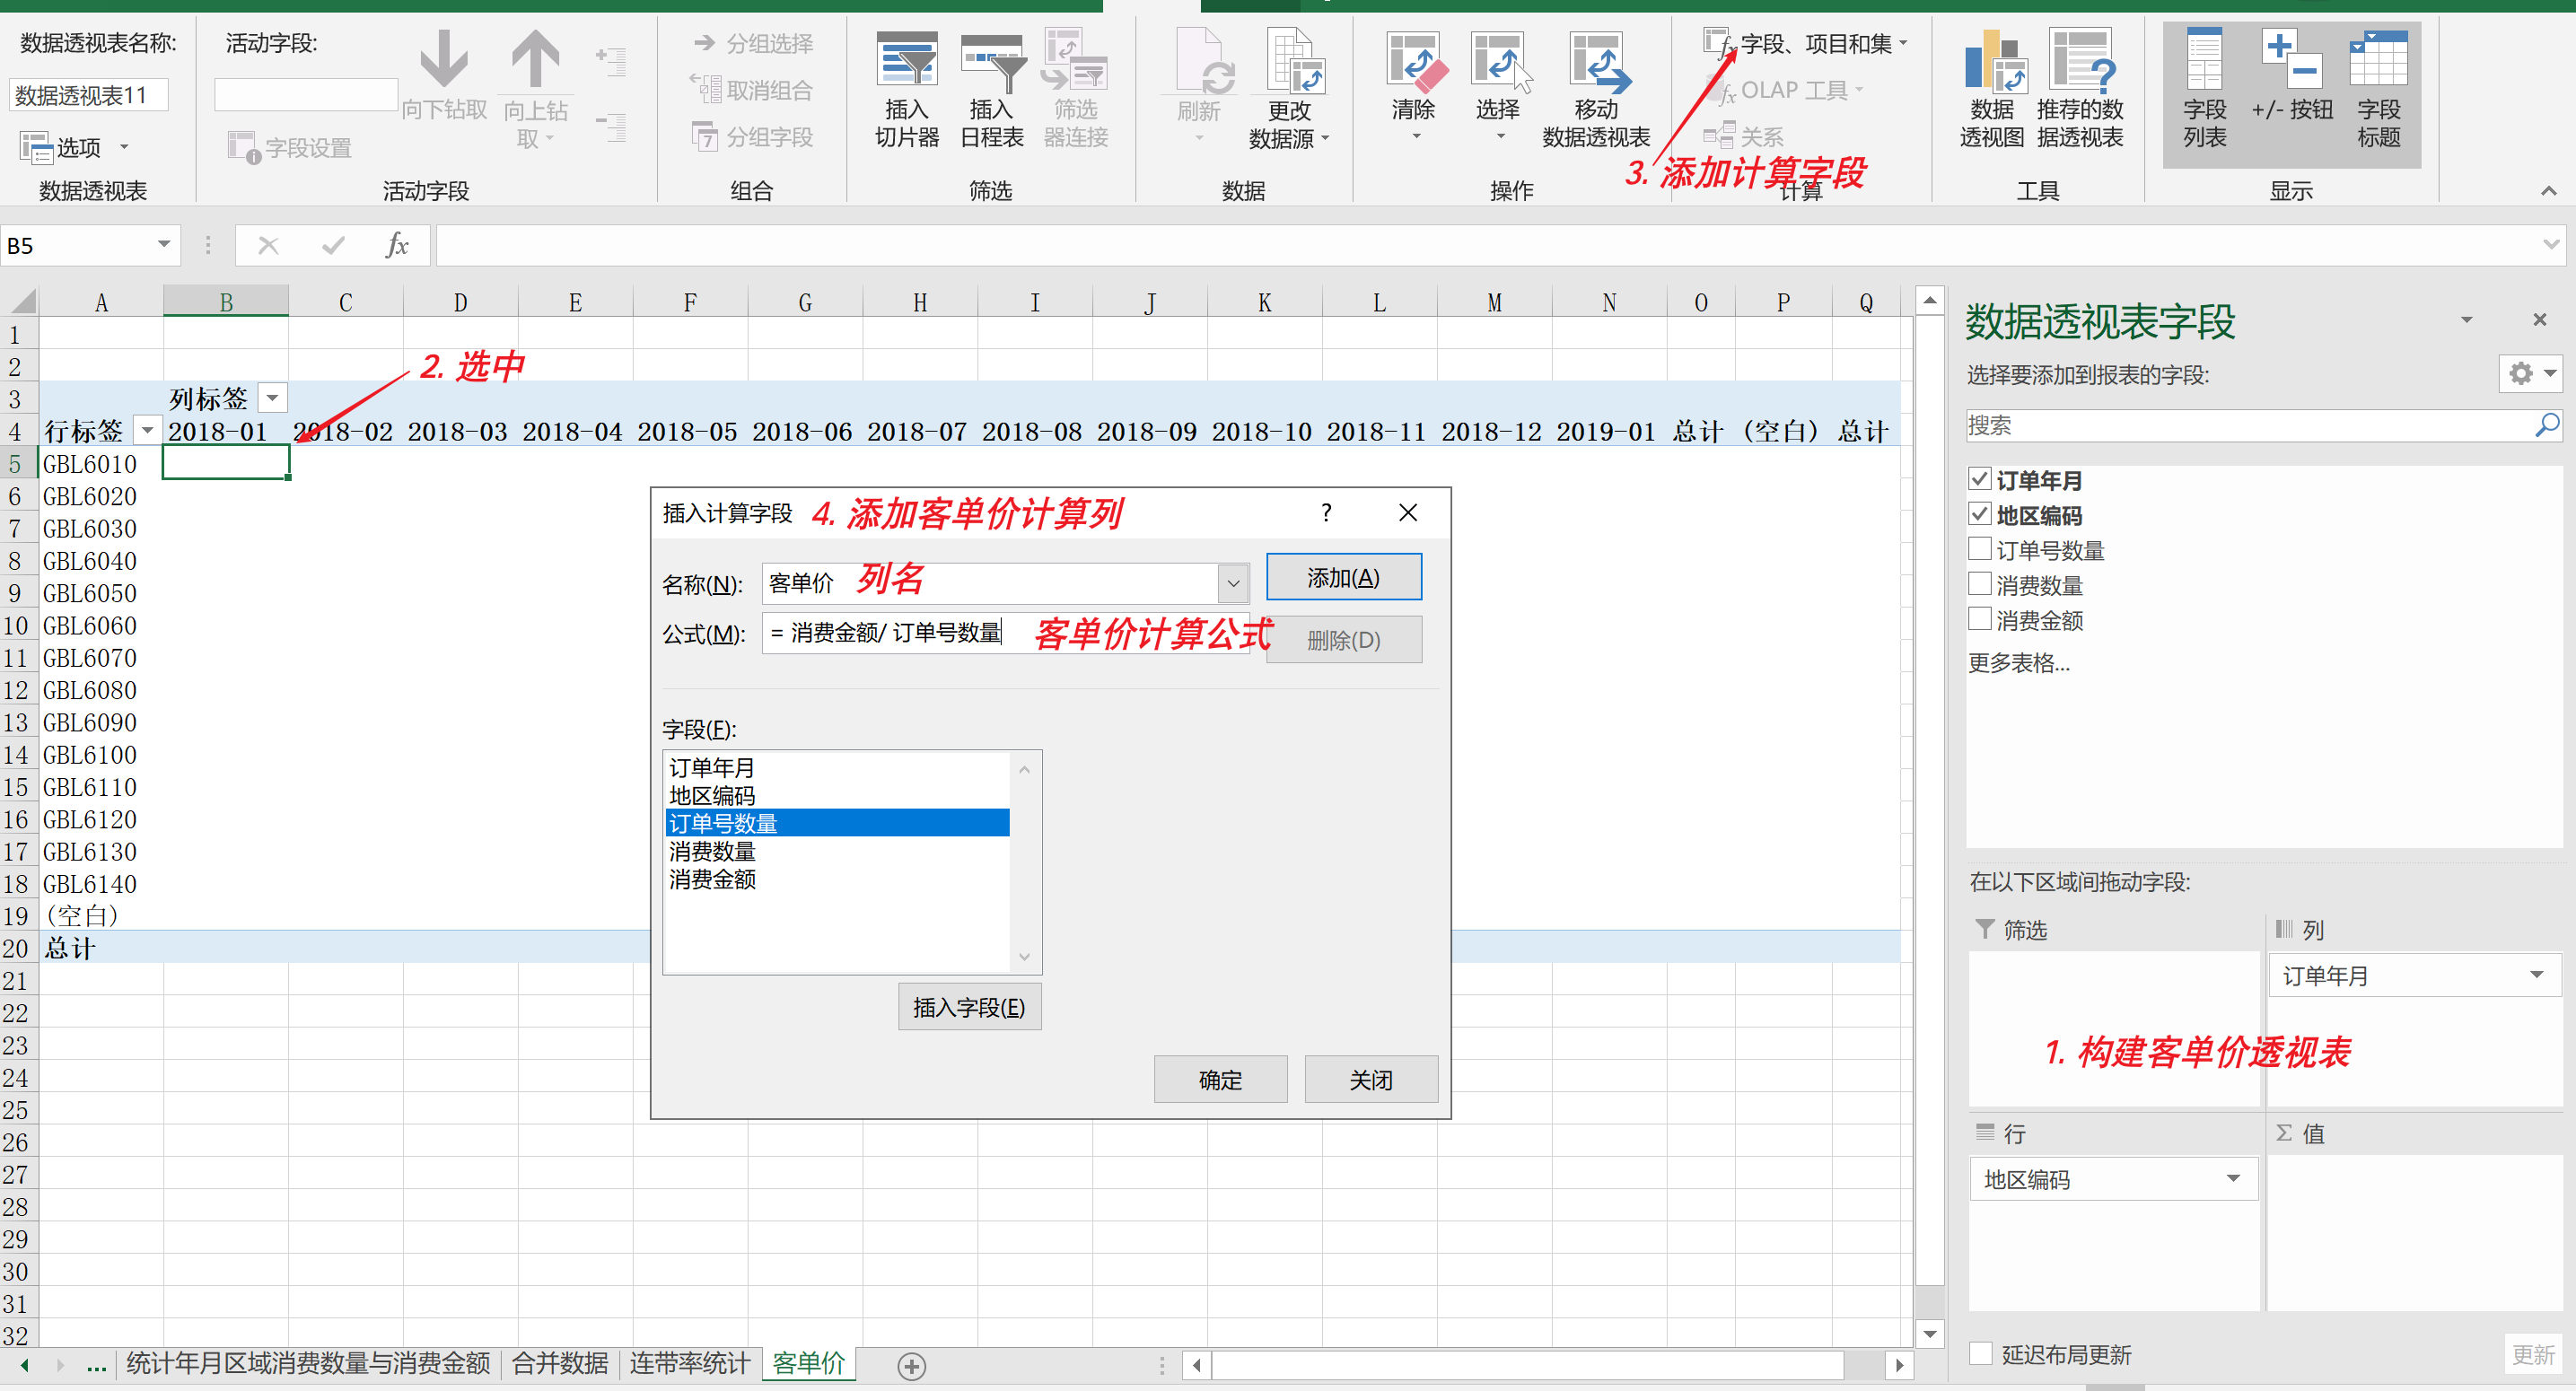 数据透视表名称:
数据透视表11
选项
数据透视表
活动字段:
字段设置
向下钻取
向上钻取
活动字段
分组选择
取消组合
7 分组字段
组合
插入切片器
插入日程表
筛选器连接
筛选
刷新
更改数据源
数据
清除
选择
移动数据透视表
操作
fx 字段、项目和集
fx OLAP 工具
关系
3. 添加计算字段
计算
数据透视图
推荐的数据透视表
工具
字段列表
+/- 按钮
字段标题
显示
B5
fx
A B C D E F G H I J K L M N O P Q
1
2
2. 选中
3 列标签
4 行标签 2018-01 2018-02 2018-03 2018-04 2018-05 2018-06 2018-07 2018-08 2018-09 2018-10 2018-11 2018-12 2019-01 总计 (空白) 总计
5 GBL6010
6 GBL6020
7 GBL6030
8 GBL6040
9 GBL6050
10 GBL6060
11 GBL6070
12 GBL6080
13 GBL6090
14 GBL6100
15 GBL6110
16 GBL6120
17 GBL6130
18 GBL6140
19 (空白)
20 总计
21
22
23
24
25
26
27
28
29
30
31
32
插入计算字段 4. 添加客单价计算列 ?
名称(N): 客单价 列名 添加(A)
公式(M): = 消费金额/ 订单号数量 客单价计算公式 删除(D)
字段(F):
订单年月
地区编码
订单号数量
消费数量
消费金额
插入字段(E)
确定 关闭
数据透视表字段
选择要添加到报表的字段:
搜索
订单年月
地区编码
订单号数量
消费数量
消费金额
更多表格...
在以下区域间拖动字段:
筛选
列
订单年月
1. 构建客单价透视表
行
Σ 值
地区编码
延迟布局更新 更新
... 统计年月区域消费数量与消费金额 合并数据 连带率统计 客单价